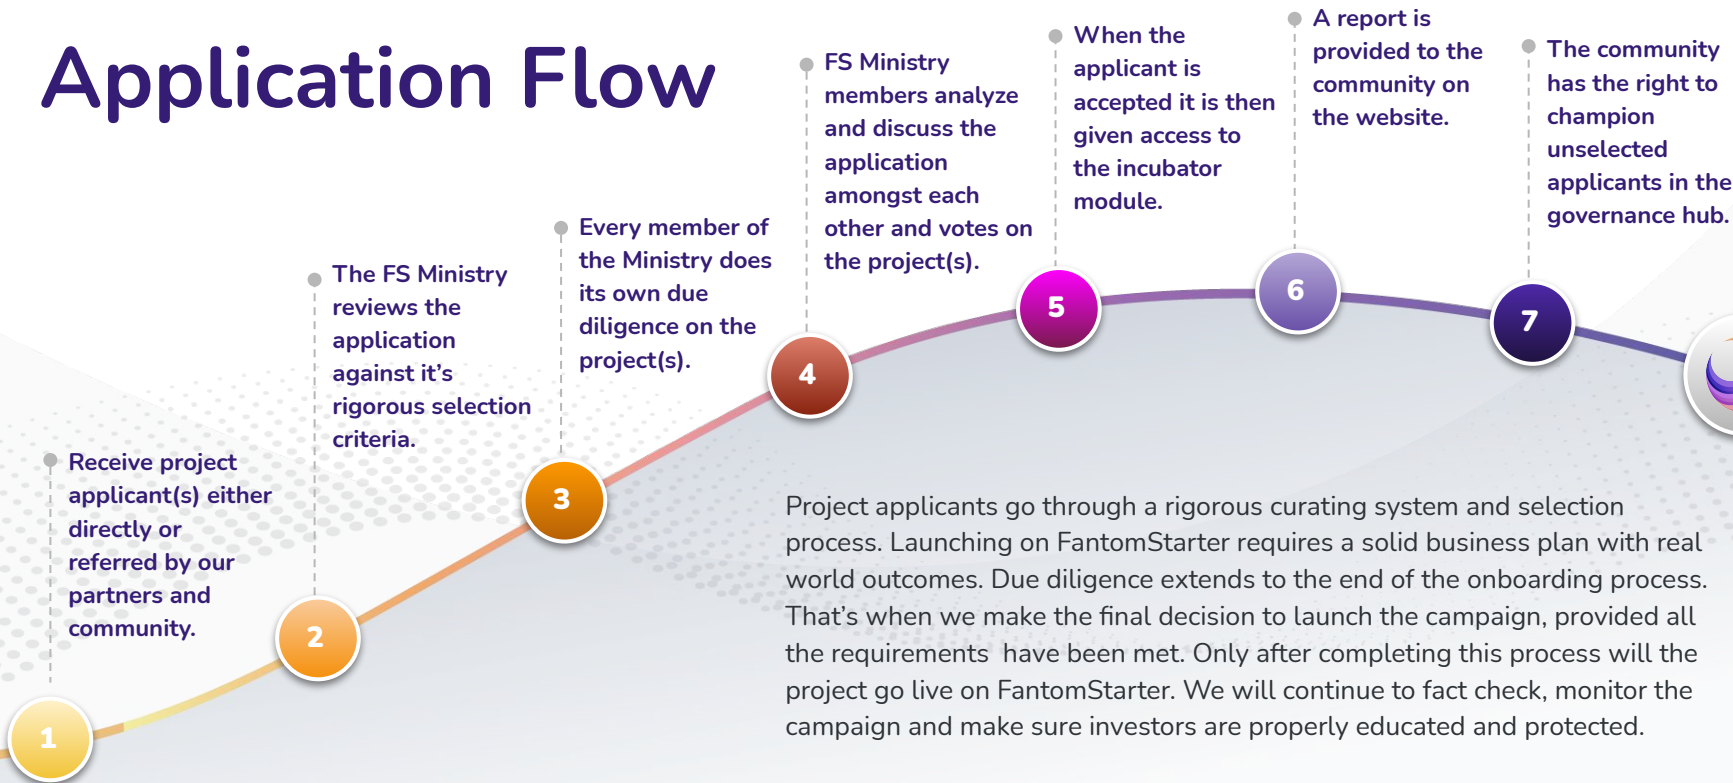 Application Flow
Receive project
applicant(s) either
directly or
referred by our
partners and
community.
1
The FS Ministry
reviews the
application
against it’s
rigorous selection
criteria.
2
Every member of
the Ministry does
its own due
diligence on the
project(s).
3
FS Ministry
members analyze
and discuss the
application
amongst each
other and votes on
the project(s).
4
When the
applicant is
accepted it is then
given access to
the incubator
module.
5
A report is
provided to the
community on
the website.
6
The community
has the right to
champion
unselected
applicants in the
governance hub.
7
Project applicants go through a rigorous curating system and selection
process. Launching on FantomStarter requires a solid business plan with real
world outcomes. Due diligence extends to the end of the onboarding process.
That’s when we make the final decision to launch the campaign, provided all
the requirements  have been met. Only after completing this process will the
project go live on FantomStarter. We will continue to fact check, monitor the
campaign and make sure investors are properly educated and protected.